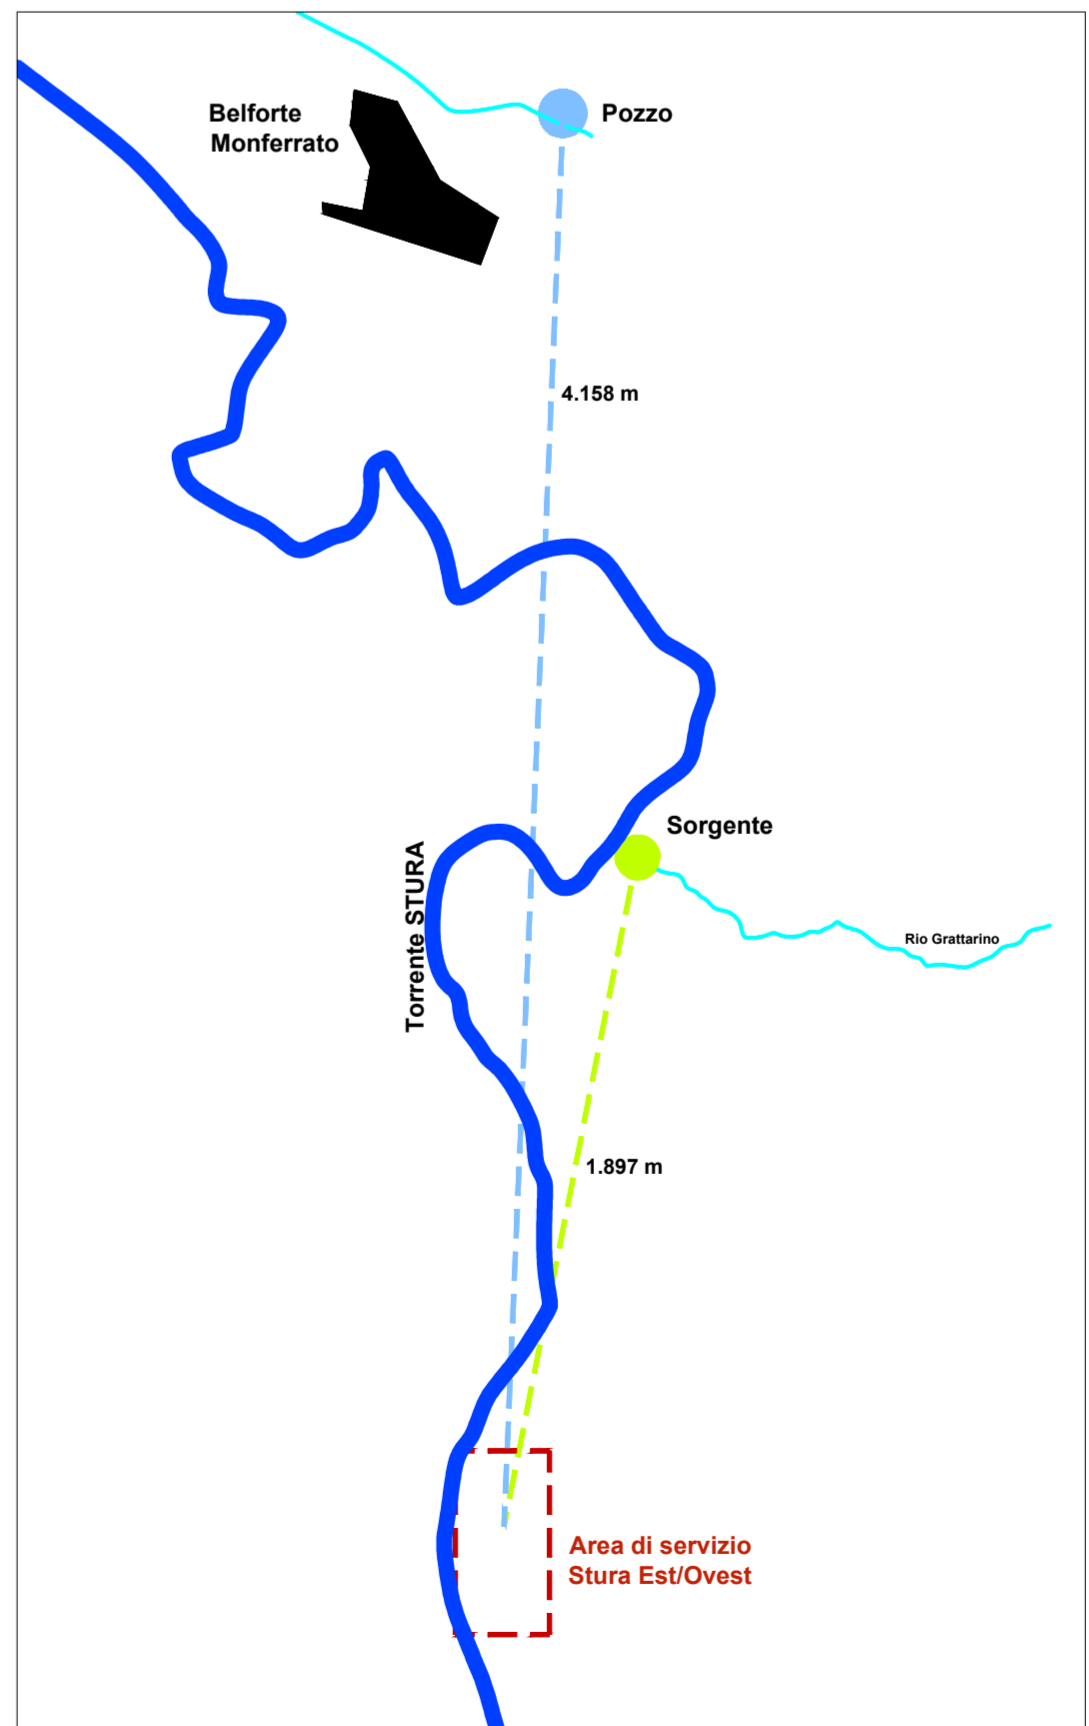 Belforte
Monferrato
Pozzo
4.158 m
Sorgente
Torrente STURA
Rio Grattarino
1.897 m
Area di servizio
Stura Est/Ovest